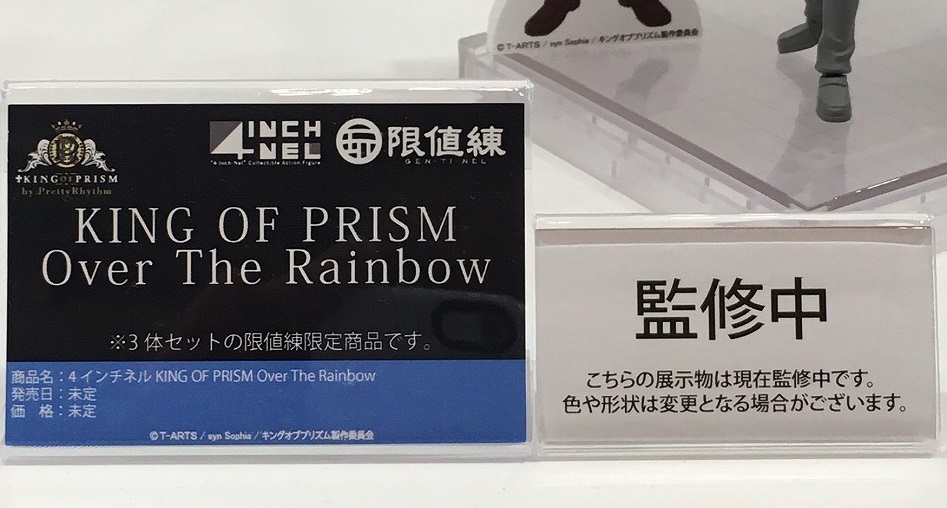 ©T-ARTS / syn Sophia / キングオブプリズム製作委員会
KING OF PRISM
by PrettyRhythm
4INCH
NEL
"4 Inch-Nel" Collectible Action Figure
限値練
GEN-TI-NEL
KING OF PRISM
Over The Rainbow
※3体セットの限値練限定商品です。
商品名:4インチネル KING OF PRISM Over The Rainbow
発売日:未定
価 格:未定
©T-ARTS / syn Sophia / キングオブプリズム製作委員会
監修中
こちらの展示物は現在監修中です。
色や形状は変更となる場合がございます。